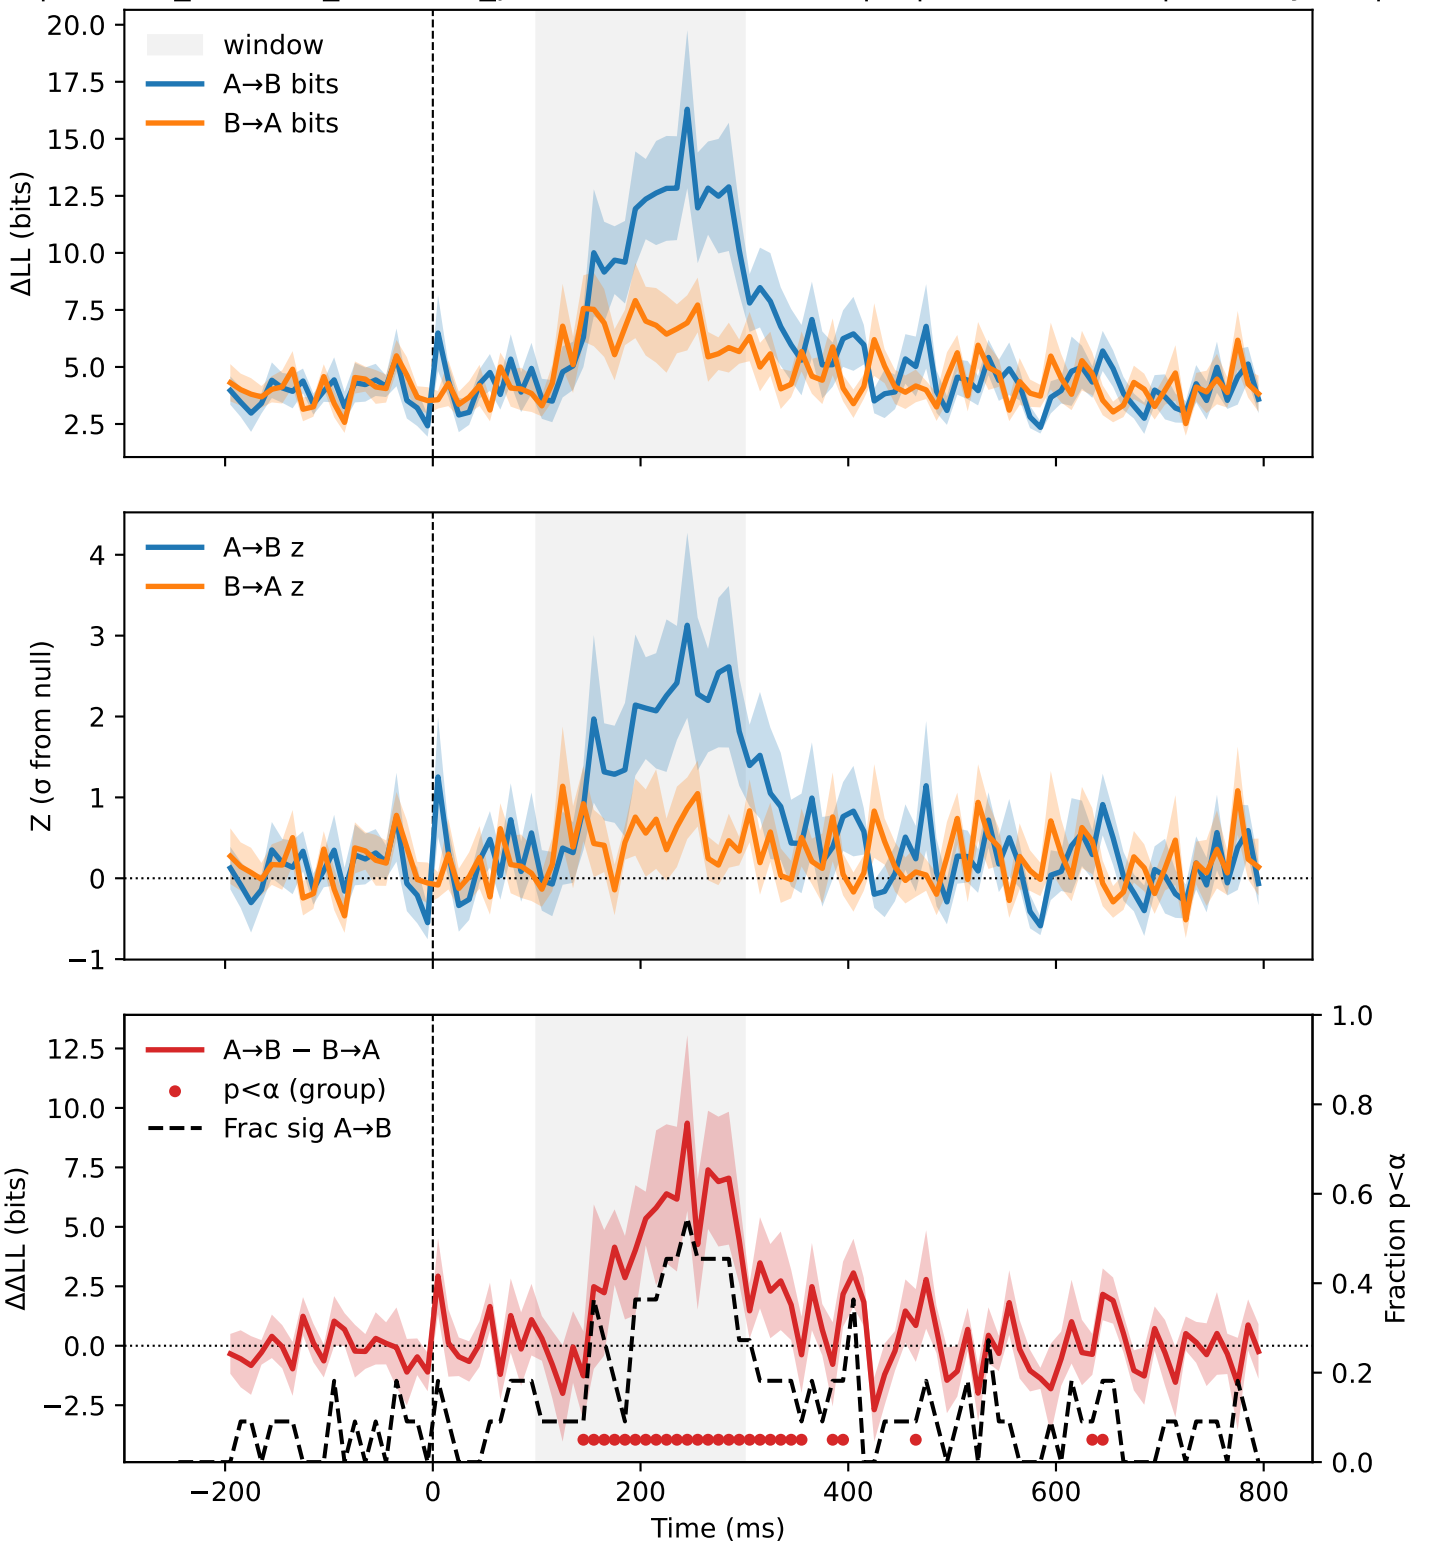 20.0
17.5
15.0
12.5
10.0
7.5
5.0
2.5
ΔLL (bits)
window
A→B bits
B→A bits
4
3
2
1
0
−1
Z (σ from null)
A→B z
B→A z
12.5
10.0
7.5
5.0
2.5
0.0
−2.5
ΔΔLL (bits)
A→B − B→A
p<α (group)
Frac sig A→B
1.0
0.8
0.6
0.4
0.2
0.0
Fraction p<α
−200
0
200
400
600
800
Time (ms)